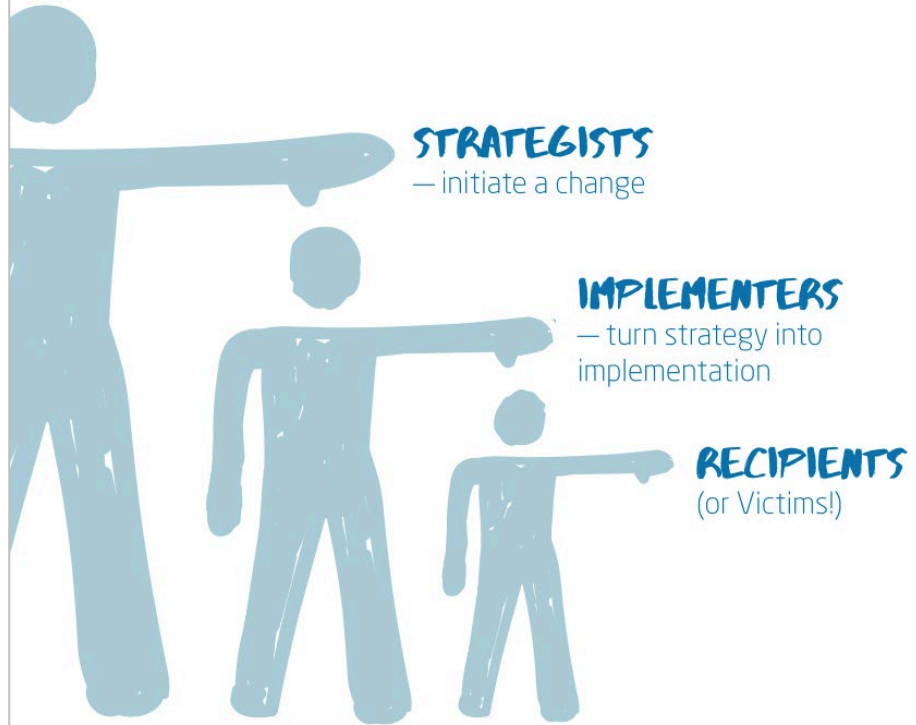 STRATEGISTS
— initiate a change
IMPLEMENTERS
— turn strategy into
implementation
RECIPIENTS
(or Victims!)